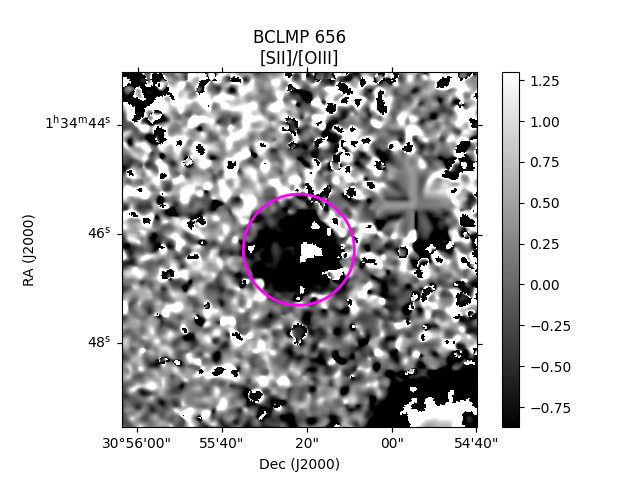 BCLMP 656
[SII]/[OIII]
1h34m44s
46s
48s
30°56'00"
55'40"
20"
00"
54'40"
RA (J2000)
Dec (J2000)
1.25
1.00
0.75
0.50
0.25
0.00
−0.25
−0.50
−0.75